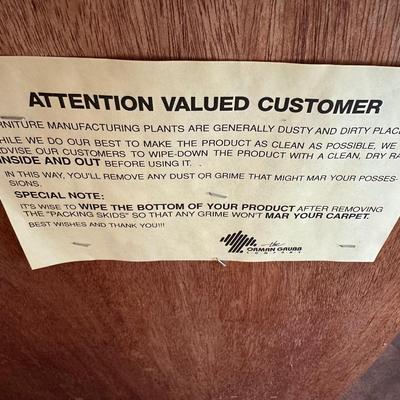 ATTENTION VALUED CUSTOMER
RNITURE MANUFACTURING PLANTS ARE GENERALLY DUSTY AND DIRTY PLAC
HILE WE DO OUR BEST TO MAKE THE PRODUCT AS CLEAN AS POSSIBLE, WE
DVISE OUR CUSTOMERS TO WIPE-DOWN THE PRODUCT WITH A CLEAN, DRY RA
INSIDE AND OUT BEFORE USING IT.
IN THIS WAY, YOU'LL REMOVE ANY DUST OR GRIME THAT MIGHT MAR YOUR POSSES-
SIONS.
SPECIAL NOTE:
IT'S WISE TO WIPE THE BOTTOM OF YOUR PRODUCT AFTER REMOVING
THE "PACKING SKIDS" SO THAT ANY GRIME WON'T MAR YOUR CARPET.
BEST WISHES AND THANK YOU!!!
the
ORMAN GRUBB
COMPANY